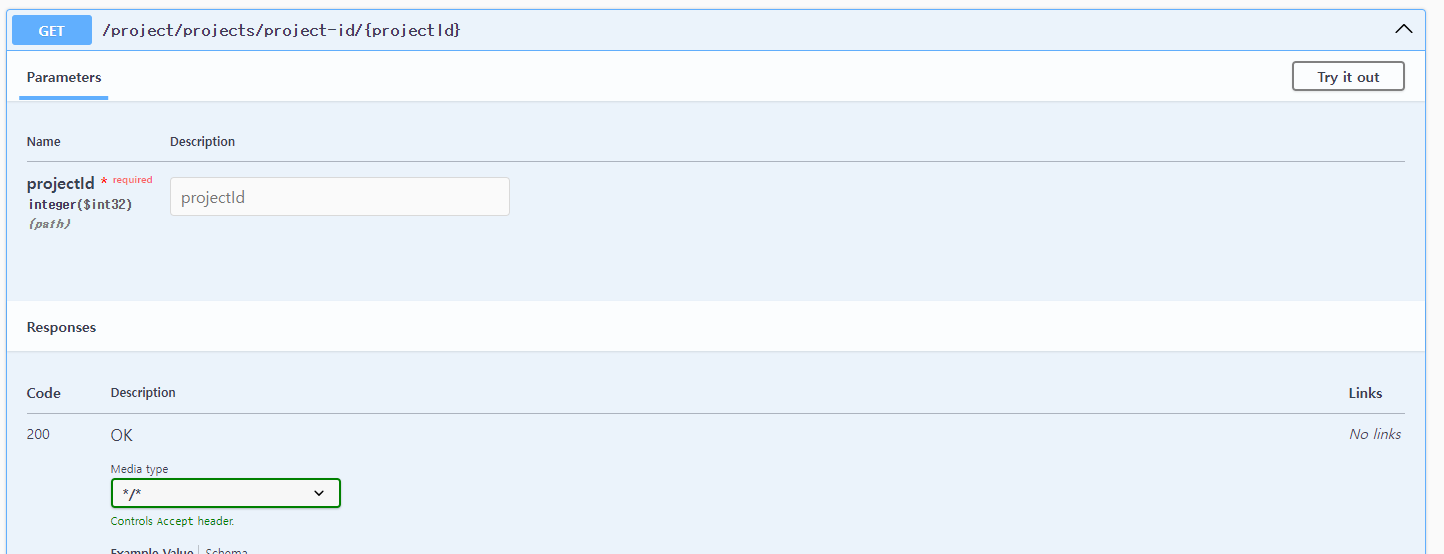 GET /project/projects/project-id/{projectId}
Parameters
Try it out
Name Description
projectId * required
integer($int32)
(path)
projectId
Responses
Code Description Links
200 OK No links
Media type
*/*
Controls Accept header.
Example Value Schema